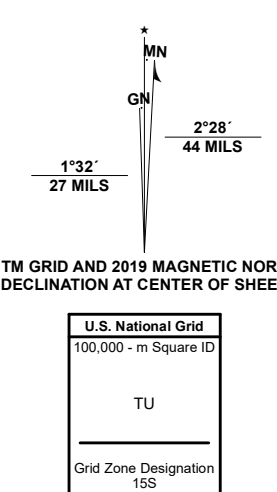 ★
MN
GN
2°28´
44 MILS
1°32´
27 MILS
TM GRID AND 2019 MAGNETIC NOR
DECLINATION AT CENTER OF SHEE
U.S. National Grid
100,000 - m Square ID
TU
Grid Zone Designation
15S